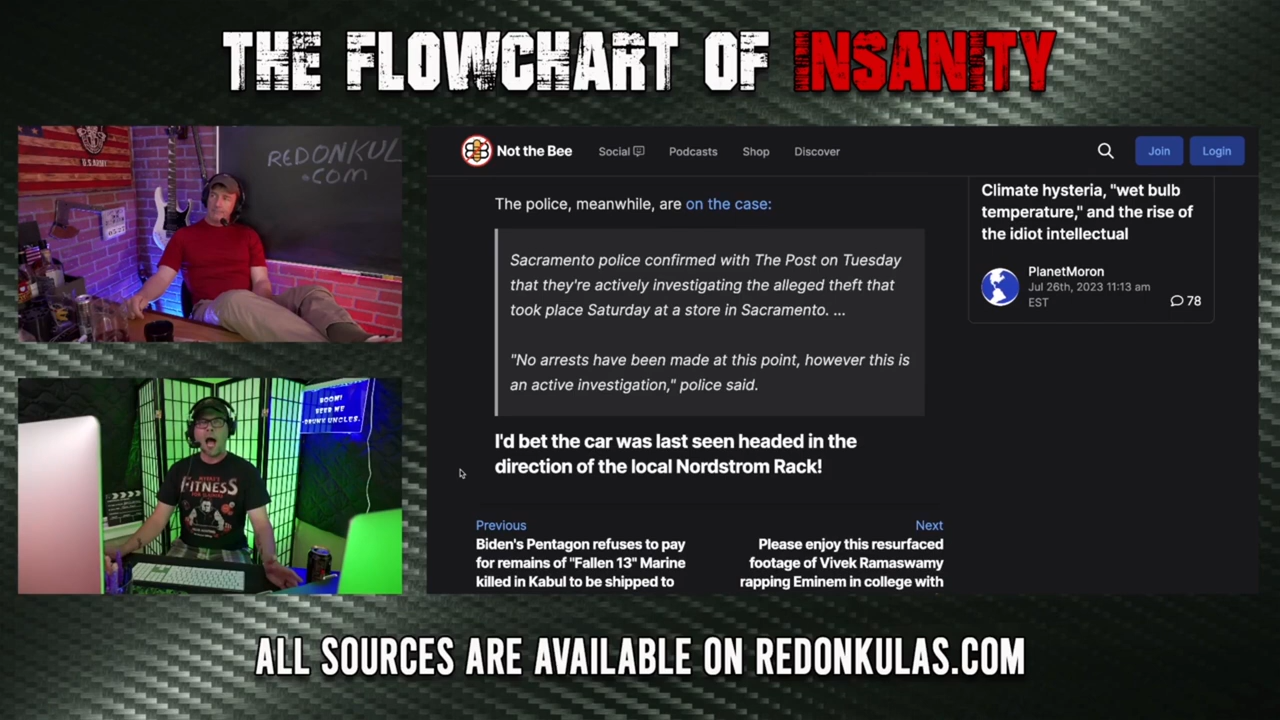 THE FLOWCHART OF INSANITY
U.S. ARMY
REDONKUL
.COM
BOOM!
BEER ME
DRUNK UNCLES.
FITNESS
Not the Bee
Social
Podcasts
Shop
Discover
Join
Login
The police, meanwhile, are on the case:
Sacramento police confirmed with The Post on Tuesday
that they're actively investigating the alleged theft that
took place Saturday at a store in Sacramento. ...
"No arrests have been made at this point, however this is
an active investigation," police said.
I'd bet the car was last seen headed in the
direction of the local Nordstrom Rack!
Previous
Biden's Pentagon refuses to pay
for remains of "Fallen 13" Marine
killed in Kabul to be shipped to
Next
Please enjoy this resurfaced
footage of Vivek Ramaswamy
rapping Eminem in college with
Climate hysteria, "wet bulb
temperature," and the rise of
the idiot intellectual
PlanetMoron
Jul 26th, 2023 11:13 am
EST
78
ALL SOURCES ARE AVAILABLE ON REDONKULAS.COM